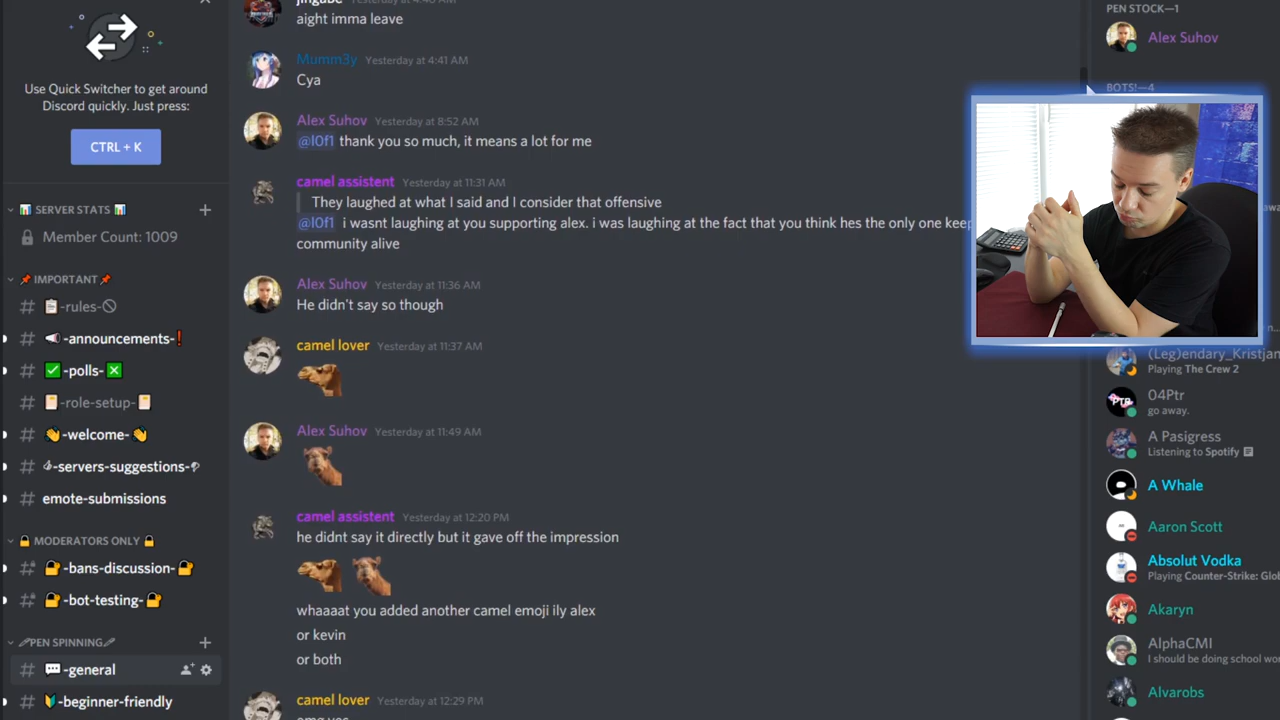 Use Quick Switcher to get around
Discord quickly. Just press:
CTRL + K
SERVER STATS
Member Count: 1009
IMPORTANT
-rules-
-announcements-
-polls-
-role-setup-
-welcome-
-servers-suggestions-
emote-submissions
MODERATORS ONLY
-bans-discussion-
-bot-testing-
PEN SPINNING
-general
-beginner-friendly
aight imma leave
Mumm3y Yesterday at 4:41 AM
Cya
Alex Suhov Yesterday at 8:52 AM
@l0f1 thank you so much, it means a lot for me
camel assistent Yesterday at 11:31 AM
They laughed at what I said and I consider that offensive
@l0f1 i wasnt laughing at you supporting alex. i was laughing at the fact that you think hes the only one keep
community alive
Alex Suhov Yesterday at 11:36 AM
He didn't say so though
camel lover Yesterday at 11:37 AM
Alex Suhov Yesterday at 11:49 AM
camel assistent Yesterday at 12:20 PM
he didnt say it directly but it gave off the impression
whaaaat you added another camel emoji ily alex
or kevin
or both
camel lover Yesterday at 12:29 PM
PEN STOCK—1
Alex Suhov
BOTS!—4
(Leg)endary_Kristjan
Playing The Crew 2
04Ptr
go away.
A Pasigress
Listening to Spotify
A Whale
Aaron Scott
Absolut Vodka
Playing Counter-Strike: Glo
Akaryn
AlphaCMI
I should be doing school wo
Alvarobs